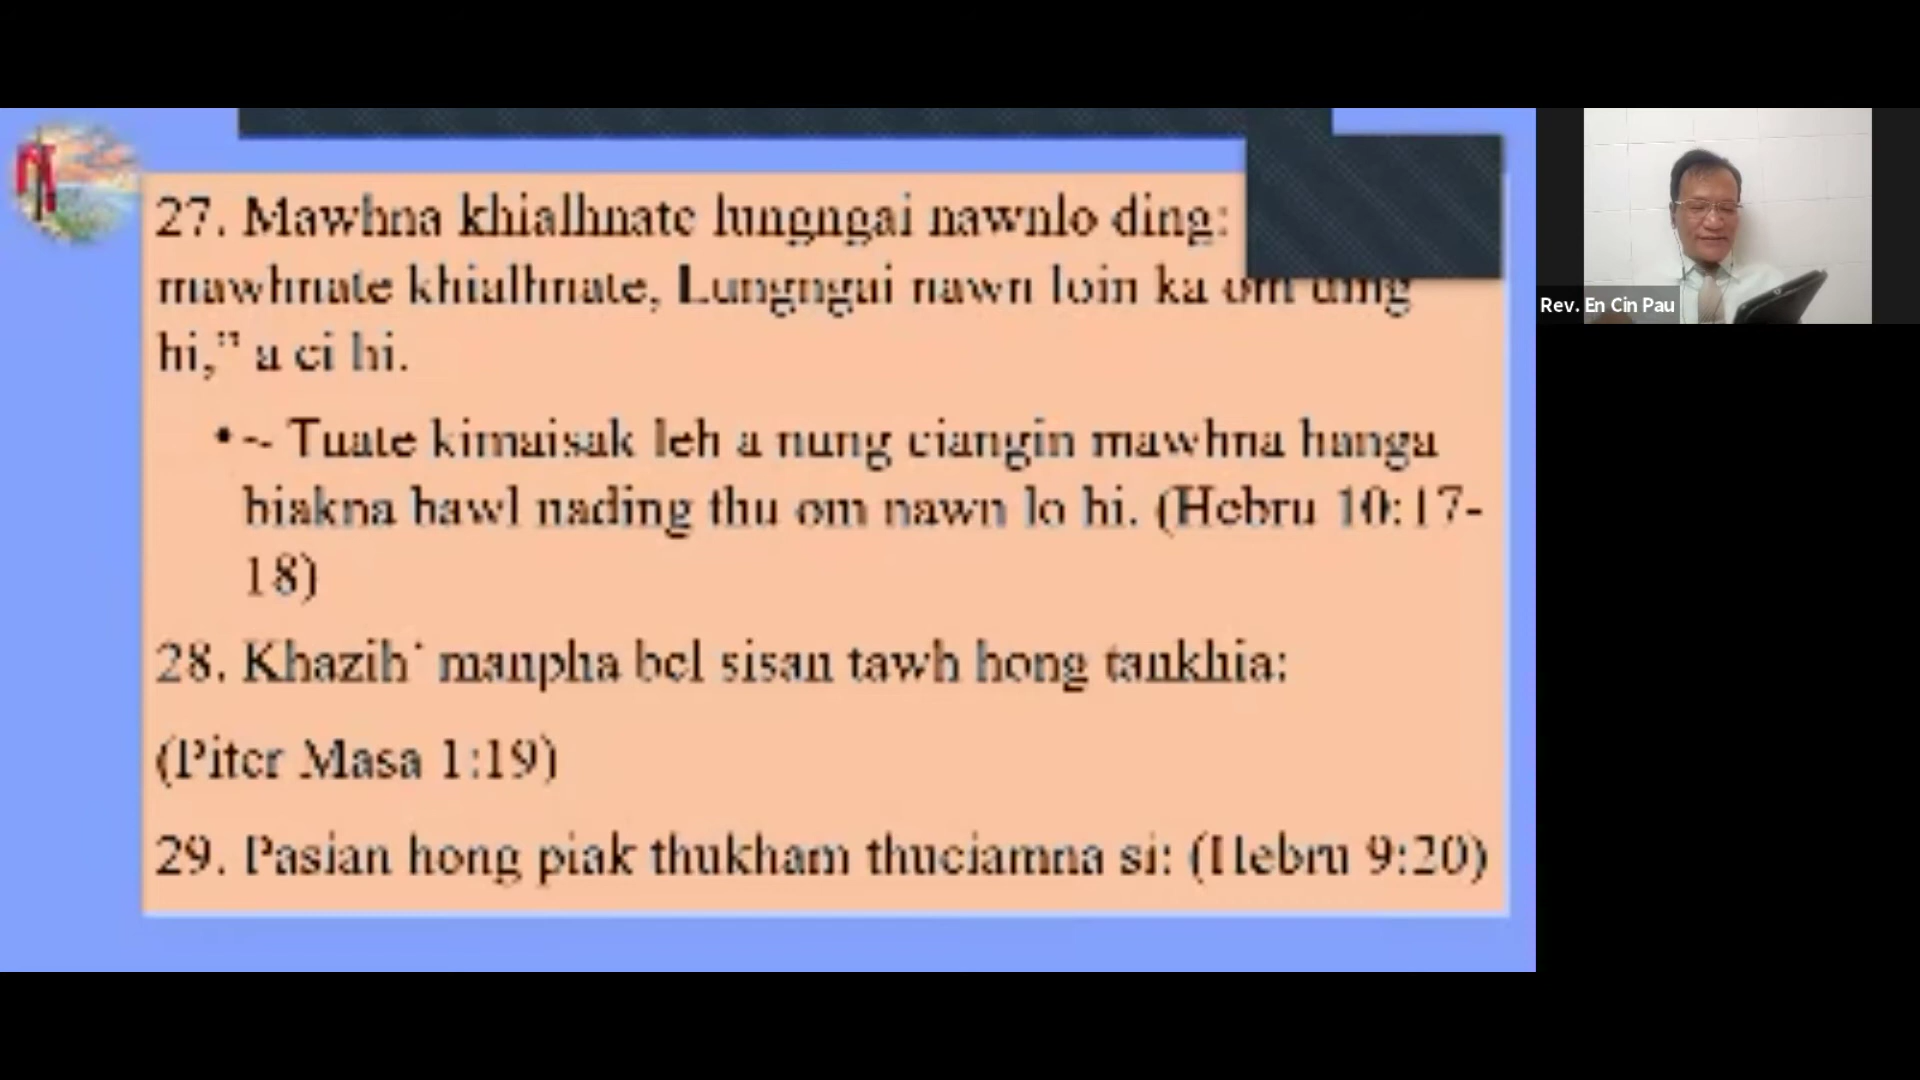 27. Mawhna khialhnate lungngai nawnlo ding:
mawhnate khialhnate, Lungngai nawn loin ka om ding
hi,” a ci hi.
• -- Tuate kimaisak leh a nung ciangin mawhna hanga
biakna bawl nading thu om nawn lo hi. (Hebru 10:17-
18)
28. Khazih' manpha bel sisan tawh hong tankhia:
(Piter Masa 1:19)
29. Pasian hong piak thukham thuciamna si: (Hebru 9:20)
Rev. En Cin Pau